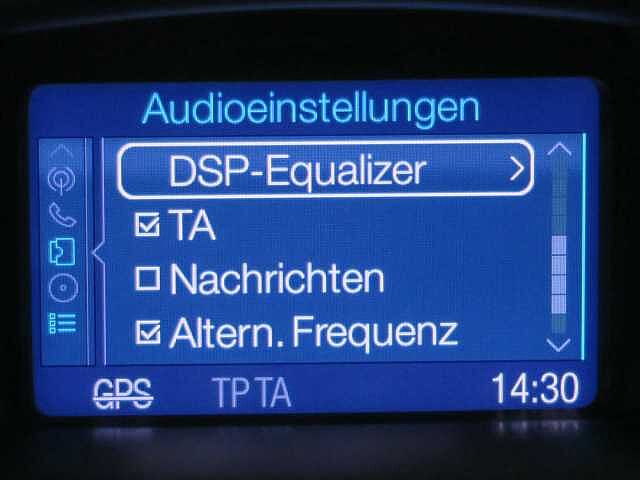 Audioeinstellungen
DSP-Equalizer
TA
Nachrichten
Altern. Frequenz
GPS TP TA 14:30